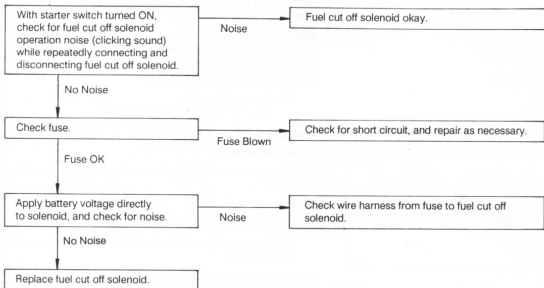 With starter switch turned ON,
check for fuel cut off solenoid
operation noise (clicking sound)
while repeatedly connecting and
disconnecting fuel cut off solenoid.
Noise
Fuel cut off solenoid okay.
No Noise
Check fuse.
Fuse Blown
Check for short circuit, and repair as necessary.
Fuse OK
Apply battery voltage directly
to solenoid, and check for noise.
Noise
Check wire harness from fuse to fuel cut off
solenoid.
No Noise
Replace fuel cut off solenoid.